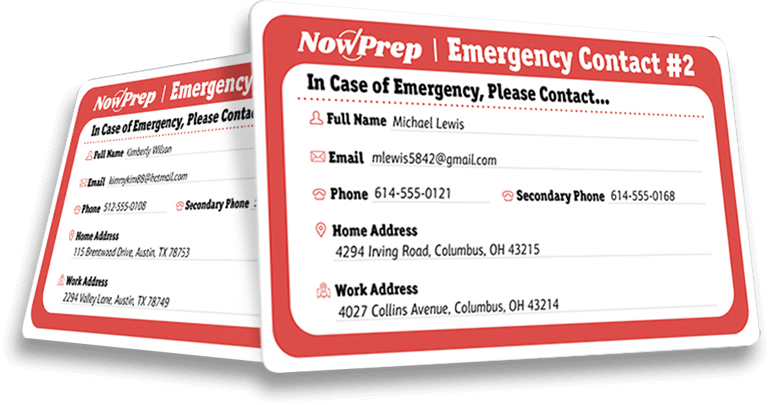 NowPrep | Emergency
In Case of Emergency, Please Contac
Full Name Kimberly Wilson
Email kimmykim88@hotmail.com
Phone 512-555-0108 Secondary Phone
Home Address
115 Brentwood Drive, Austin, TX 78753
Work Address
2294 Valley Lane, Austin, TX 78749
NowPrep | Emergency Contact #2
In Case of Emergency, Please Contact...
Full Name Michael Lewis
Email mlewis5842@gmail.com
Phone 614-555-0121 Secondary Phone 614-555-0168
Home Address
4294 Irving Road, Columbus, OH 43215
Work Address
4027 Collins Avenue, Columbus, OH 43214